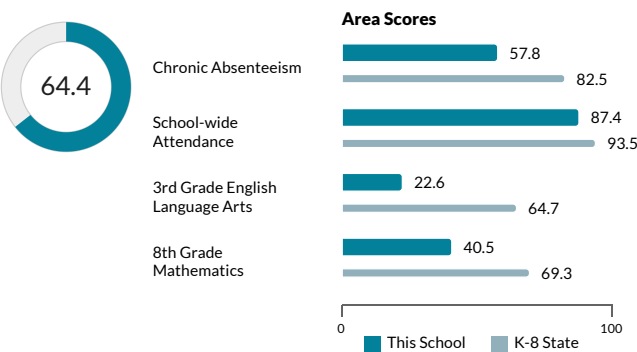 Area Scores
64.4
Chronic Absenteeism
57.8
82.5
School-wide
Attendance
87.4
93.5
3rd Grade English
Language Arts
22.6
64.7
8th Grade
Mathematics
40.5
69.3
0
100
This School
K-8 State